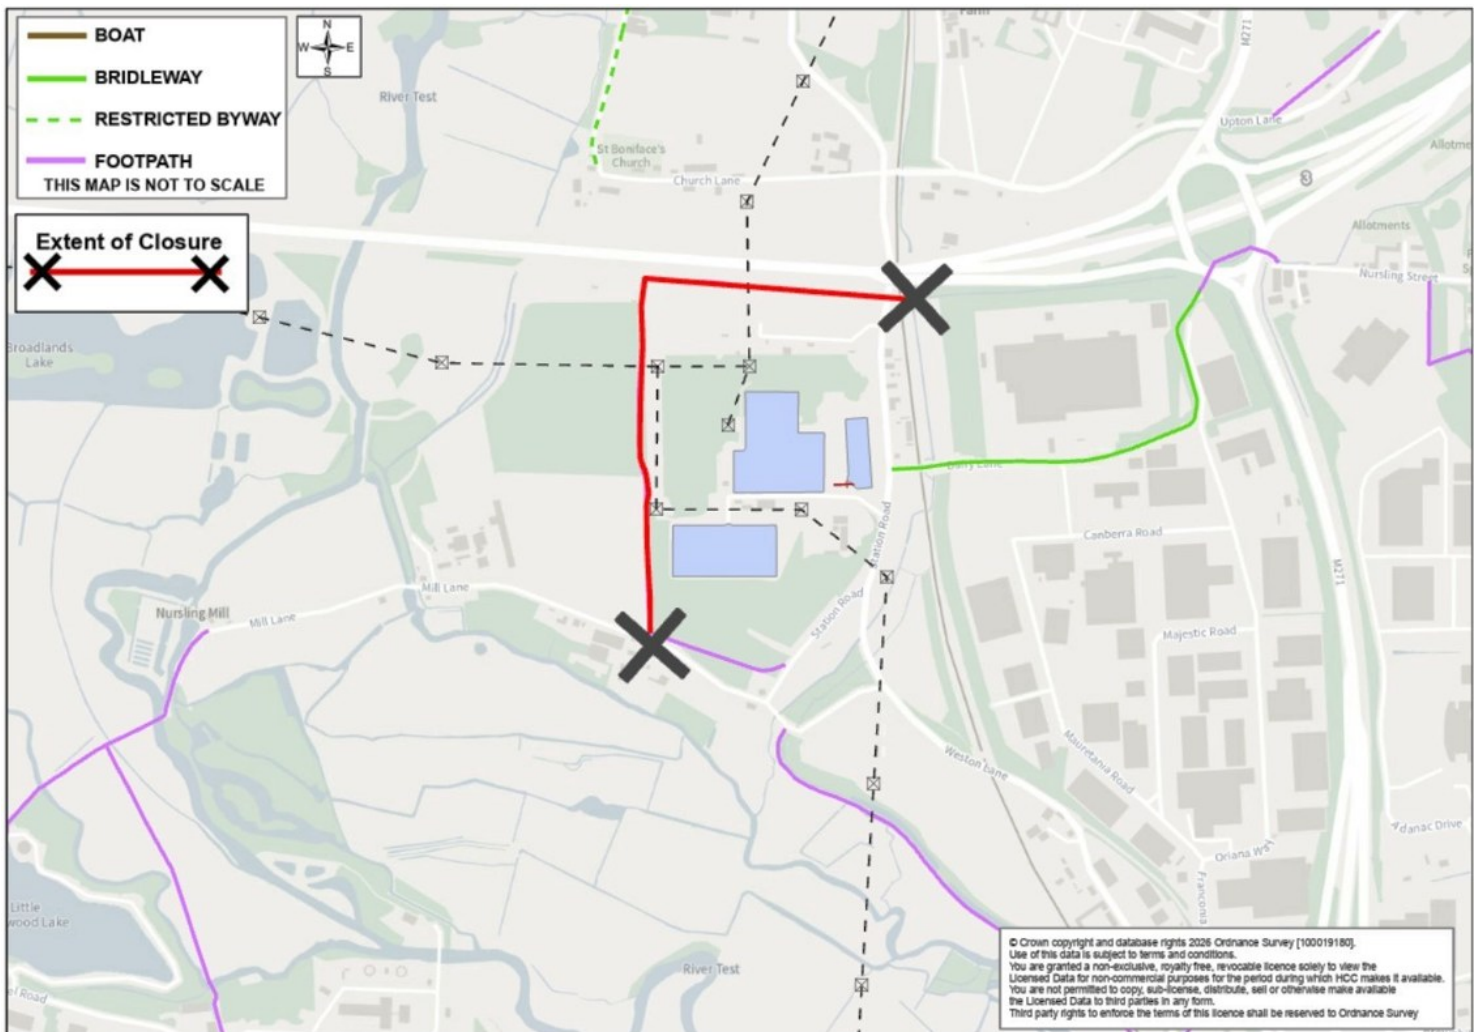 BOAT
BRIDLEWAY
RESTRICTED BYWAY
FOOTPATH
THIS MAP IS NOT TO SCALE
N
W E
S
Extent of Closure
River Test
St Boniface's
Church
Church Lane
M271
Upton Lane
3
Allotments
Nursling Street
Broadlands
Lake
Canberra Road
Station Road
Mill Lane
Nursling Mill
Mill Lane
Station Road
M271
Majestic Road
Weston Lane
Mauretania Road
Adanac Drive
Oriana Way
Franconia
Little
wood Lake
River Test
el Road
© Crown copyright and database rights 2026 Ordnance Survey [100019180].
Use of this data is subject to terms and conditions.
You are granted a non-exclusive, royalty free, revocable licence solely to view the
Licensed Data for non-commercial purposes for the period during which HCC makes it available.
You are not permitted to copy, sub-license, distribute, sell or otherwise make available
the Licensed Data to third parties in any form.
Third party rights to enforce the terms of this licence shall be reserved to Ordnance Survey